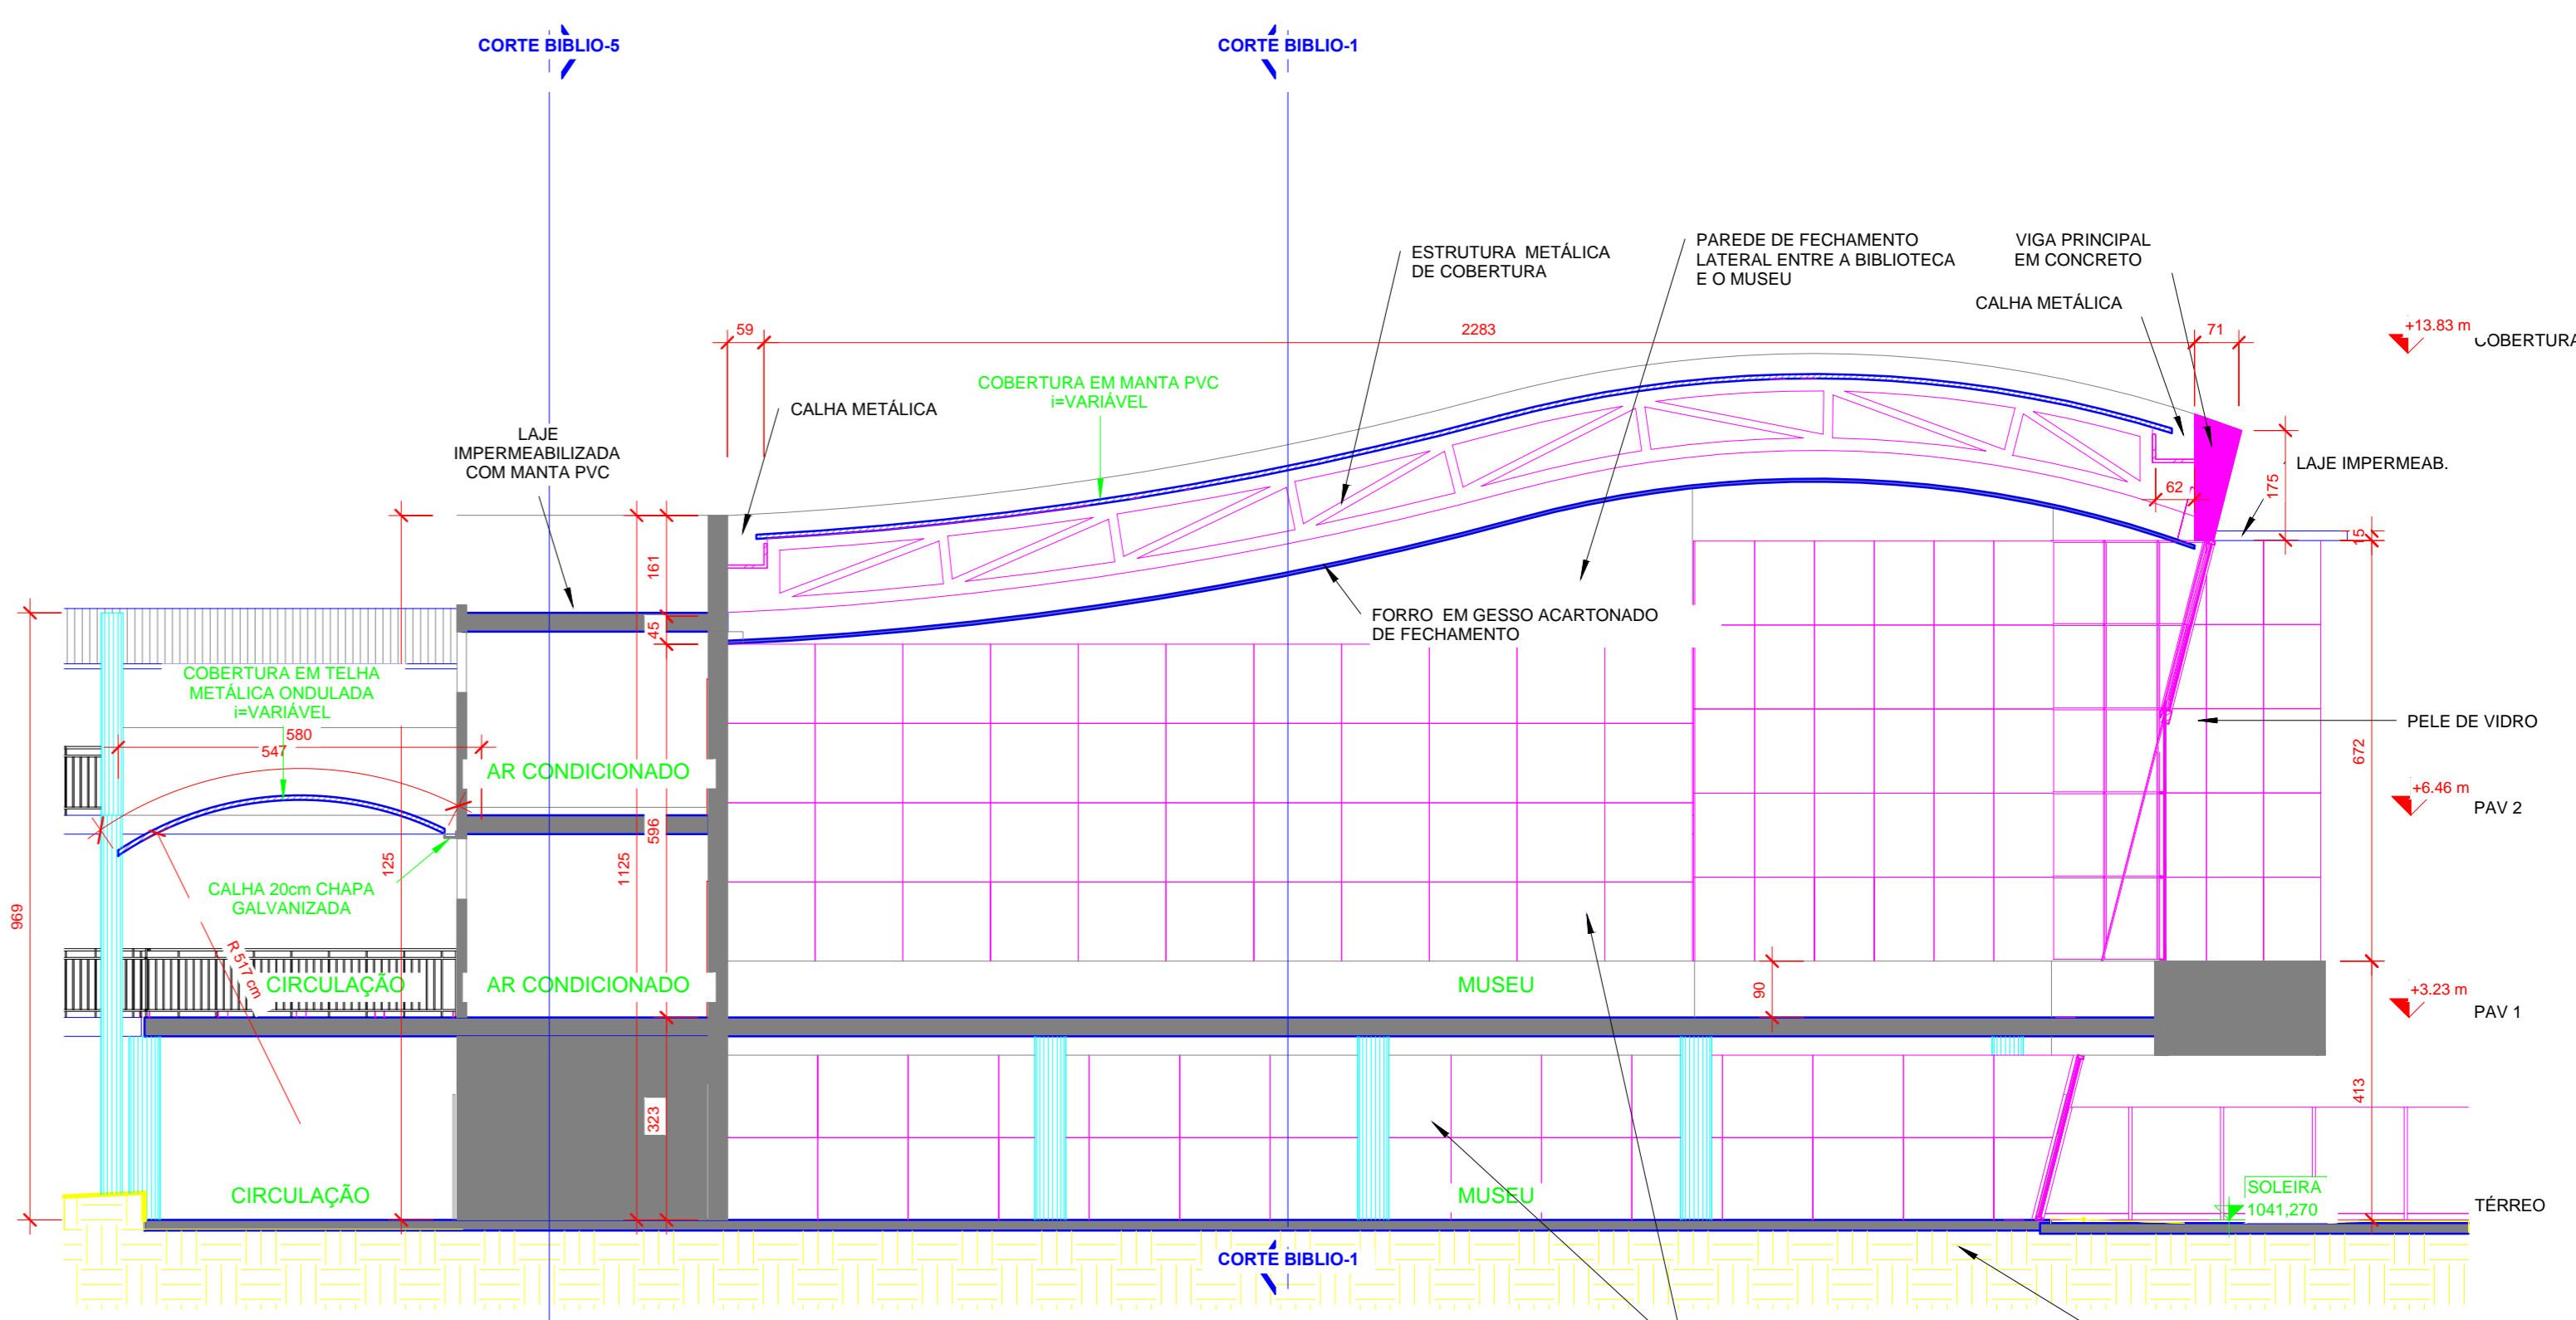 CORTE BIBLIO-5
CORTE BIBLIO-1
ESTRUTURA METÁLICA
DE COBERTURA
PAREDE DE FECHAMENTO
LATERAL ENTRE A BIBLIOTECA
E O MUSEU
VIGA PRINCIPAL
EM CONCRETO
CALHA METÁLICA
59
2283
71
+13.83 m
COBERTURA
COBERTURA EM MANTA PVC
i=VARIÁVEL
CALHA METÁLICA
LAJE
IMPERMEABILIZADA
COM MANTA PVC
LAJE IMPERMEAB.
62
175
15
161
45
FORRO EM GESSO ACARTONADO
DE FECHAMENTO
COBERTURA EM TELHA
METÁLICA ONDULADA
i=VARIÁVEL
580
547
AR CONDICIONADO
PELE DE VIDRO
672
+6.46 m
PAV 2
596
125
1125
CALHA 20cm CHAPA
GALVANIZADA
969
R 517 cm
CIRCULAÇÃO
AR CONDICIONADO
MUSEU
90
+3.23 m
PAV 1
323
413
CIRCULAÇÃO
MUSEU
SOLEIRA
1041,270
TÉRREO
CORTE BIBLIO-1